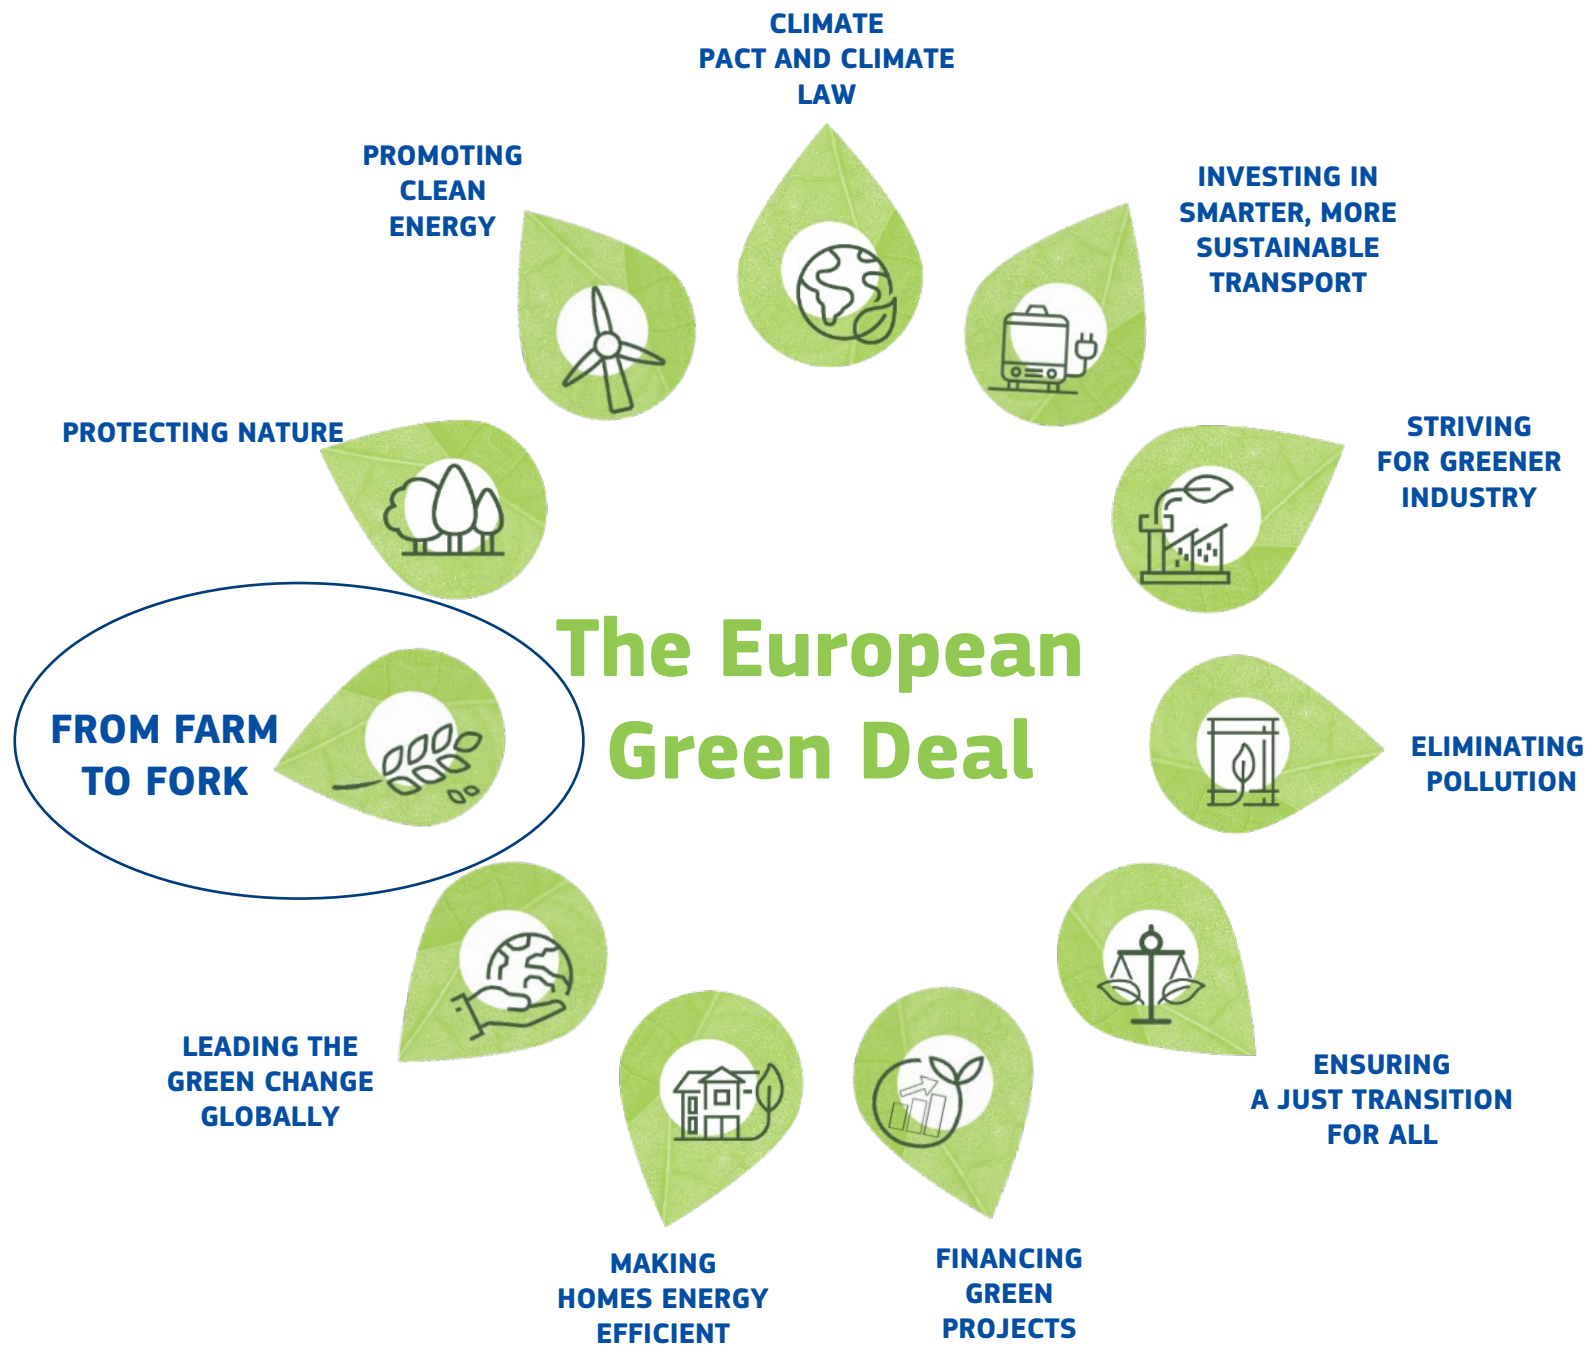 CLIMATE
PACT AND CLIMATE
LAW
PROMOTING
CLEAN
ENERGY
INVESTING IN
SMARTER, MORE
SUSTAINABLE
TRANSPORT
PROTECTING NATURE
STRIVING
FOR GREENER
INDUSTRY
The European
Green Deal
FROM FARM
TO FORK
ELIMINATING
POLLUTION
LEADING THE
GREEN CHANGE
GLOBALLY
ENSURING
A JUST TRANSITION
FOR ALL
MAKING
HOMES ENERGY
EFFICIENT
FINANCING
GREEN
PROJECTS